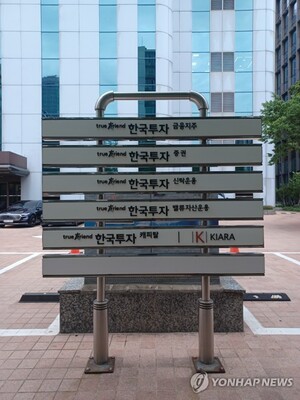 true Friend 한국투자 금융지주
true Friend 한국투자 증권
true Friend 한국투자 신탁운용
true Friend 한국투자 밸류자산운용
true Friend 한국투자 캐피탈 K KIARA
YONHAP NEWS